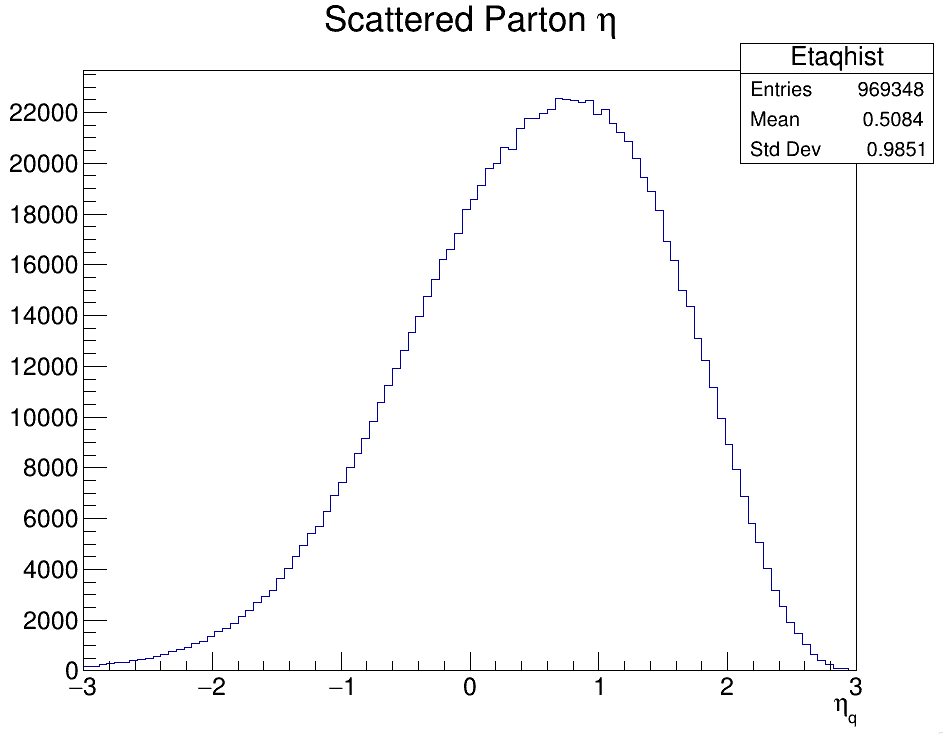 Scattered Parton η
Etaqhist
Entries 969348
Mean 0.5084
Std Dev 0.9851
22000
20000
18000
16000
14000
12000
10000
8000
6000
4000
2000
0
−3 −2 −1 0 1 2 3
ηq